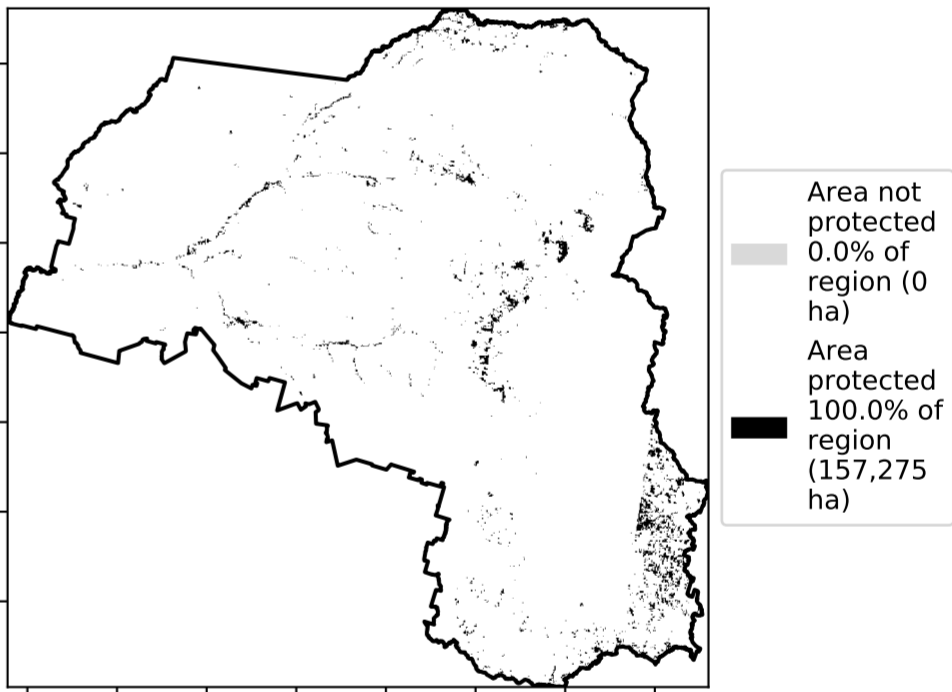 Area not
protected
0.0% of
region (0
ha)
Area
protected
100.0% of
region
(157,275
ha)